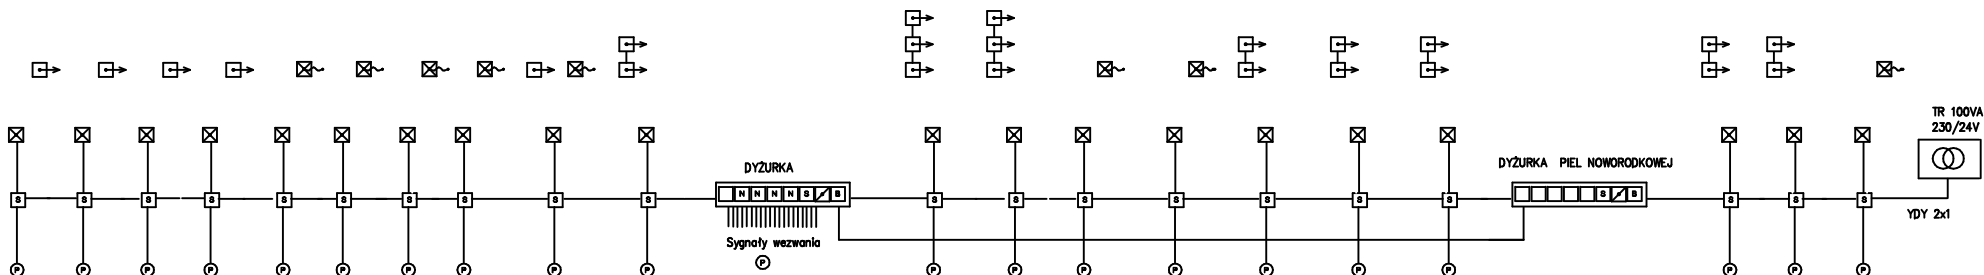 TR 100VA
230/24V
DYŻURKA
DYŻURKA PIEL NOWORODKOWEJ
N N N N S B
S B
S S S S S S S S S S
S S S S S S S S
S S S
YDY 2x1
Sygnały wezwania
P
P P P P P P P P P P
P P P P P P P P
P P P